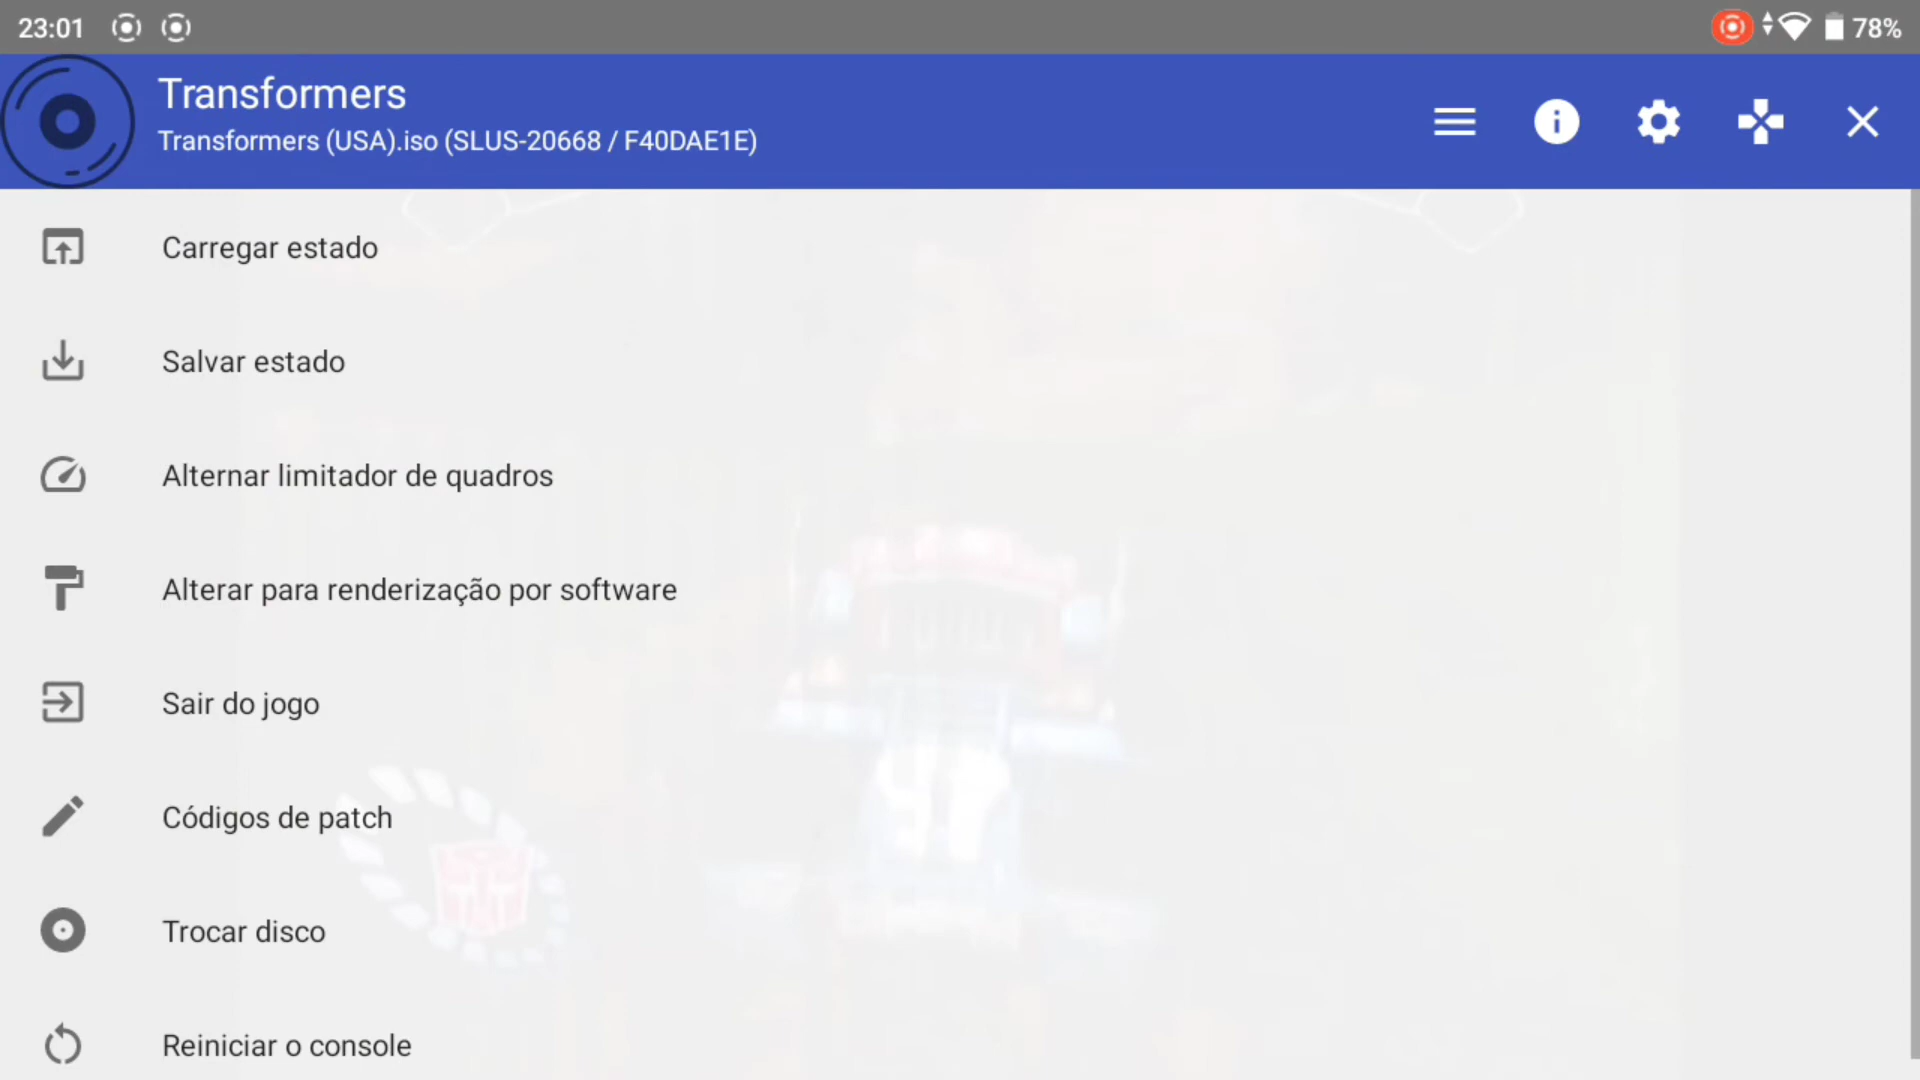 23:01
78%
Transformers
Transformers (USA).iso (SLUS-20668 / F40DAE1E)
Carregar estado
Salvar estado
Alternar limitador de quadros
Alterar para renderização por software
Sair do jogo
Códigos de patch
Trocar disco
Reiniciar o console